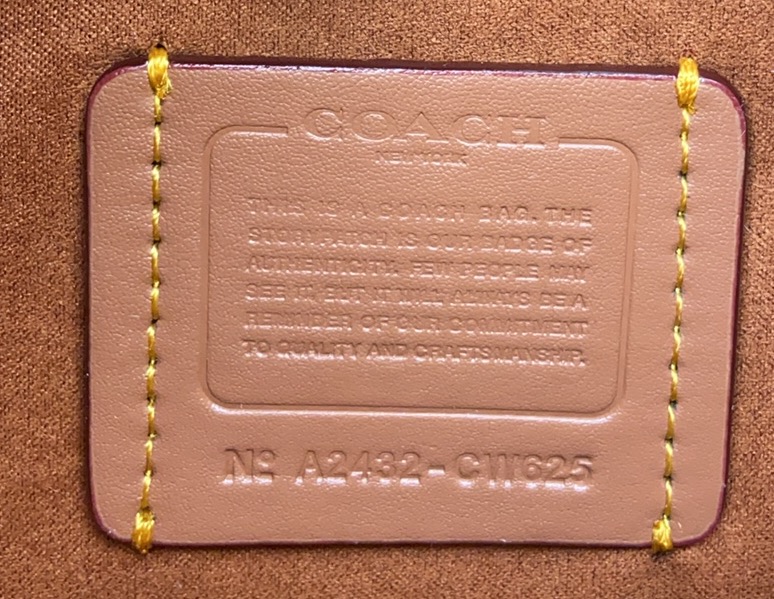 COACH
NEW YORK
THIS IS A COACH BAG. THE
STORYPATCH IS OUR BADGE OF
AUTHENTICITY. FEW PEOPLE MAY
SEE IT, BUT IT WILL ALWAYS BE A
REMINDER OF OUR COMMITMENT
TO QUALITY AND CRAFTSMANSHIP.
Nº A2432-CW625